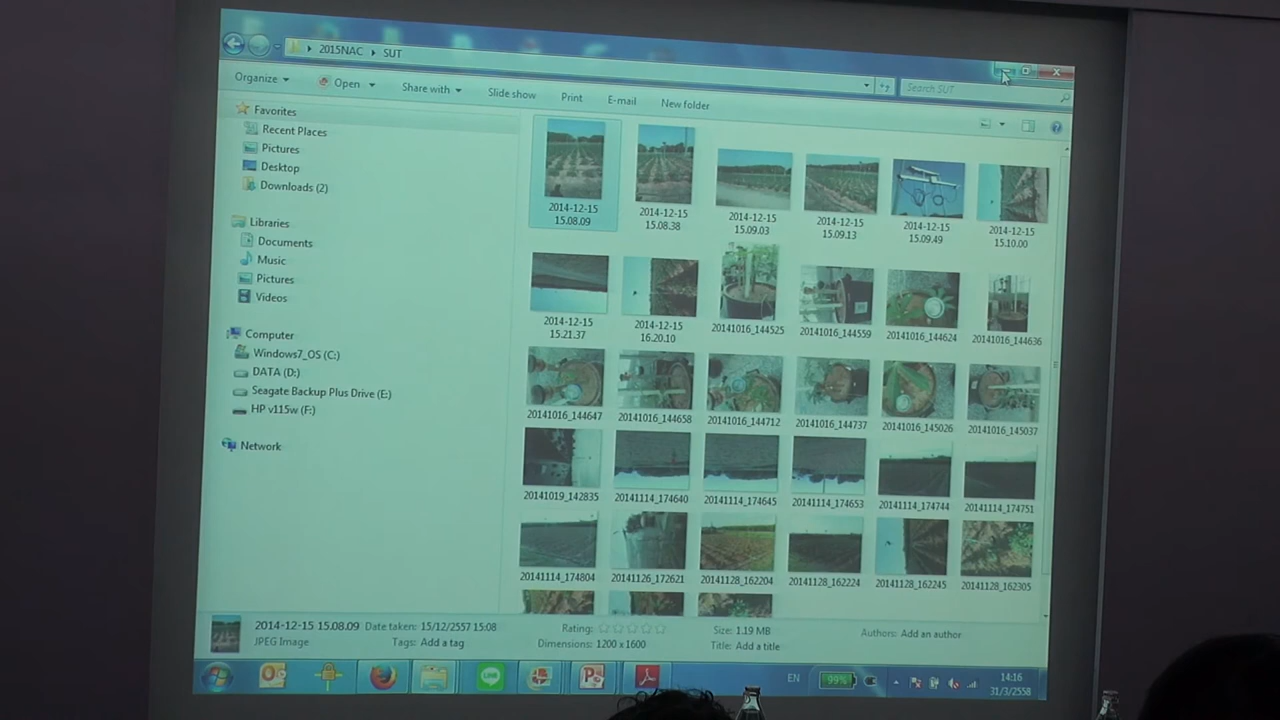 2015NAC ▸ SUT
Search SUT
Organize Open Share with Slide show Print E-mail New folder
Favorites
Recent Places
Pictures
Desktop
Downloads (2)
Libraries
Documents
Music
Pictures
Videos
Computer
Windows7_OS (C:)
DATA (D:)
Seagate Backup Plus Drive (E:)
HP v115w (F:)
Network
2014-12-15 15.08.09
2014-12-15 15.08.38
2014-12-15 15.09.03
2014-12-15 15.09.13
2014-12-15 15.09.49
2014-12-15 15.10.00
2014-12-15 15.21.37
2014-12-15 16.20.10
20141016_144525
20141016_144559
20141016_144624
20141016_144636
20141016_144647
20141016_144658
20141016_144712
20141016_144737
20141016_145026
20141016_145037
20141019_142835
20141114_174640
20141114_174645
20141114_174653
20141114_174744
20141114_174751
20141114_174804
20141126_172621
20141128_162204
20141128_162224
20141128_162245
20141128_162305
2014-12-15 15.08.09 Date taken: 15/12/2557 15:08 Rating: Size: 1.19 MB Authors: Add an author
JPEG Image Tags: Add a tag Dimensions: 1200 x 1600 Title: Add a title
LINE
EN 99% 14:16
31/3/2558